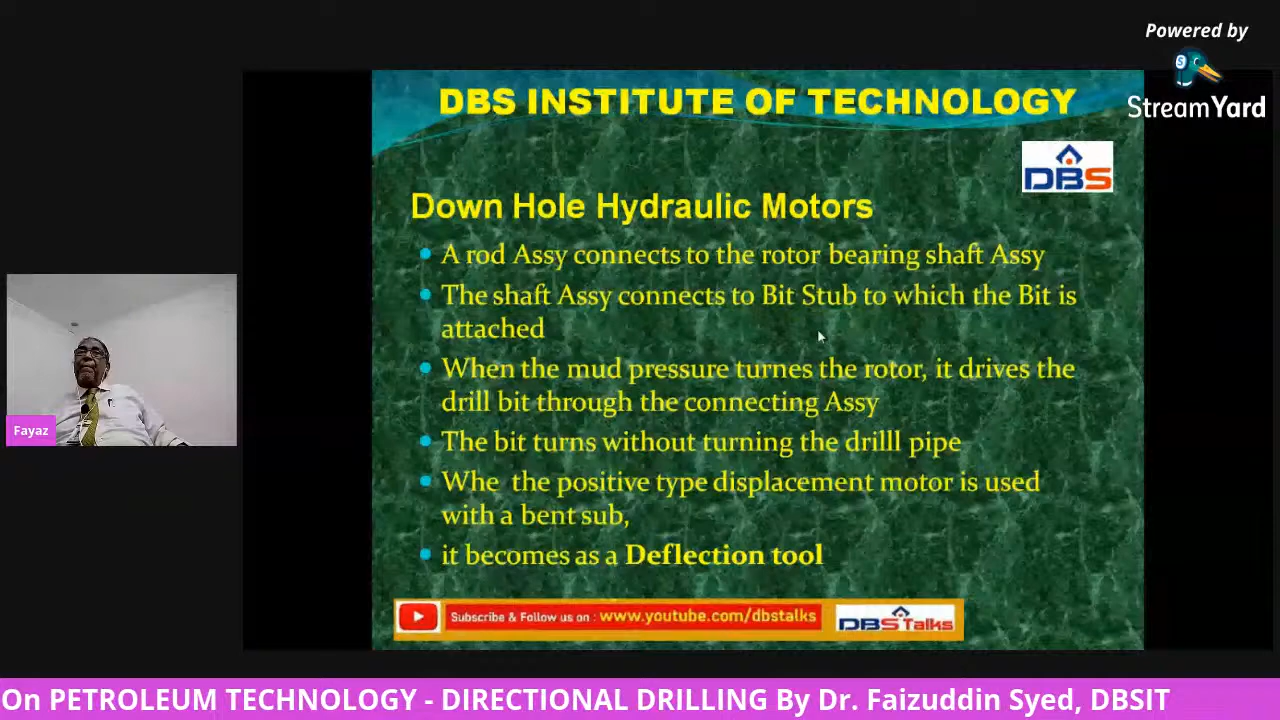 Powered by
StreamYard
DBS INSTITUTE OF TECHNOLOGY
DBS
Down Hole Hydraulic Motors
A rod Assy connects to the rotor bearing shaft Assy
The shaft Assy connects to Bit Stub to which the Bit is
attached
When the mud pressure turnes the rotor, it drives the
drill bit through the connecting Assy
The bit turns without turning the drilll pipe
Whe the positive type displacement motor is used
with a bent sub,
it becomes as a Deflection tool
Fayaz
Subscribe & Follow us on : www.youtube.com/dbstalks
DBS Talks
On PETROLEUM TECHNOLOGY - DIRECTIONAL DRILLING By Dr. Faizuddin Syed, DBSIT